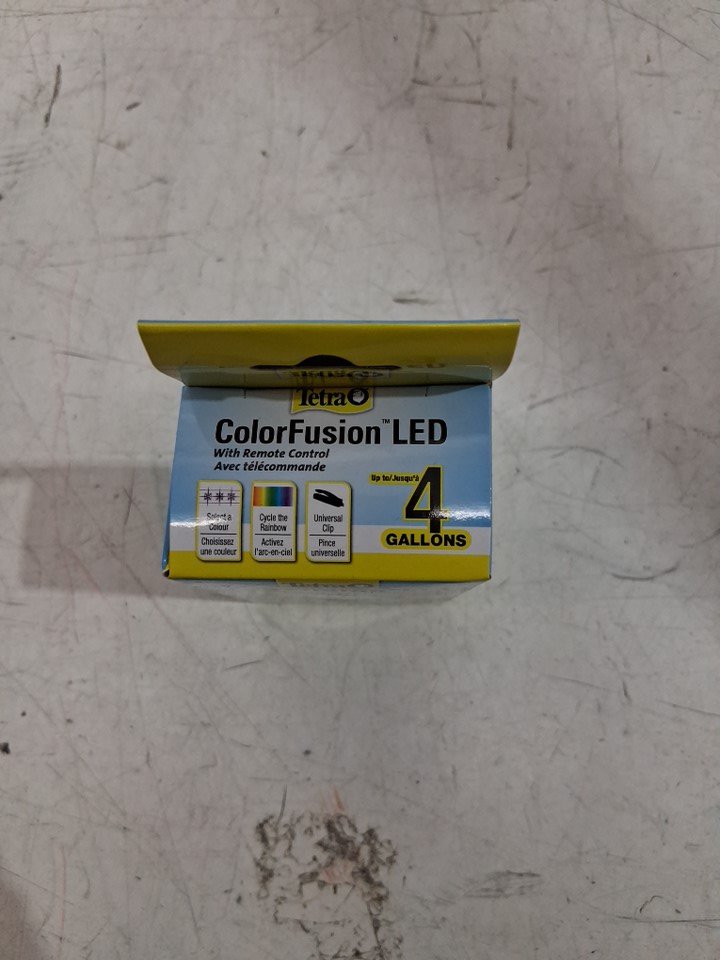 Tetra
ColorFusion™ LED
With Remote Control
Avec télécommande
Up to/Jusqu'à
4
GALLONS
Select a
Colour
Choisissez
une couleur
Cycle the
Rainbow
Activez
l'arc-en-ciel
Universal
Clip
Pince
universelle